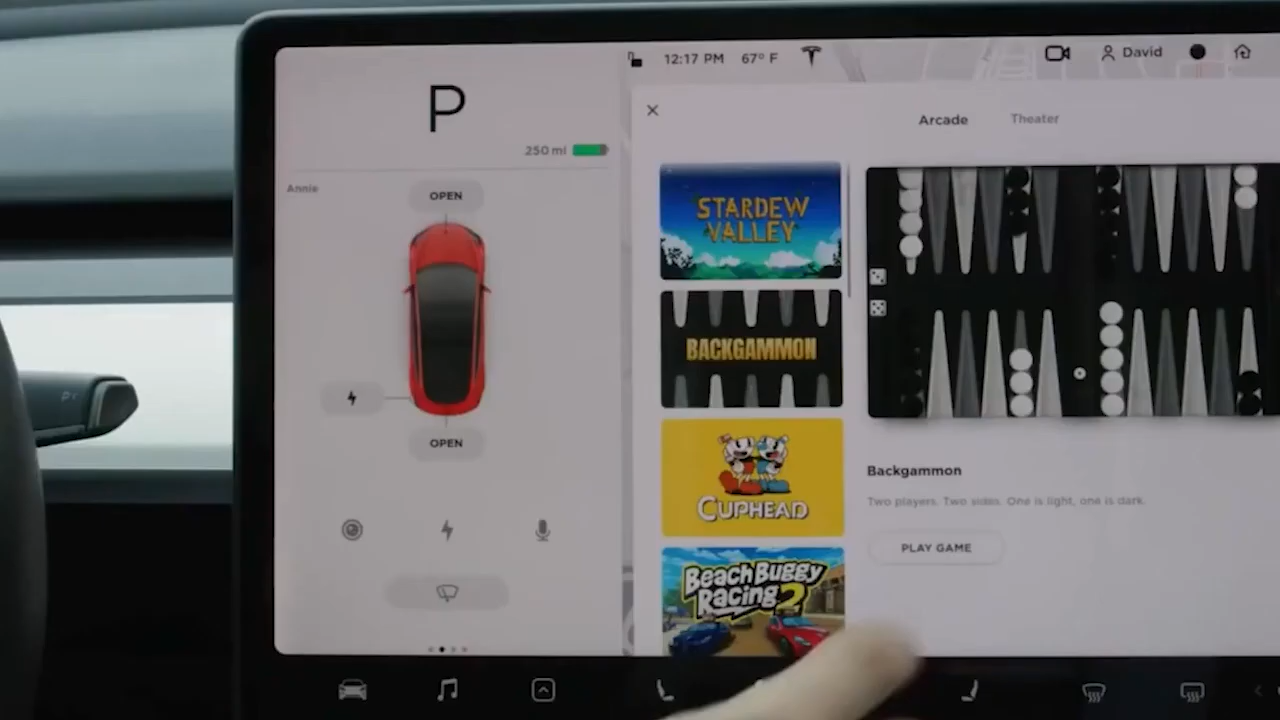 12:17 PM 67° F
David
P
250 mi
Annie
OPEN
OPEN
Arcade Theater
STARDEW
VALLEY
BACKGAMMON
CUPHEAD
Beach Buggy
Racing 2
Backgammon
Two players. Two sides. One is light, one is dark.
PLAY GAME